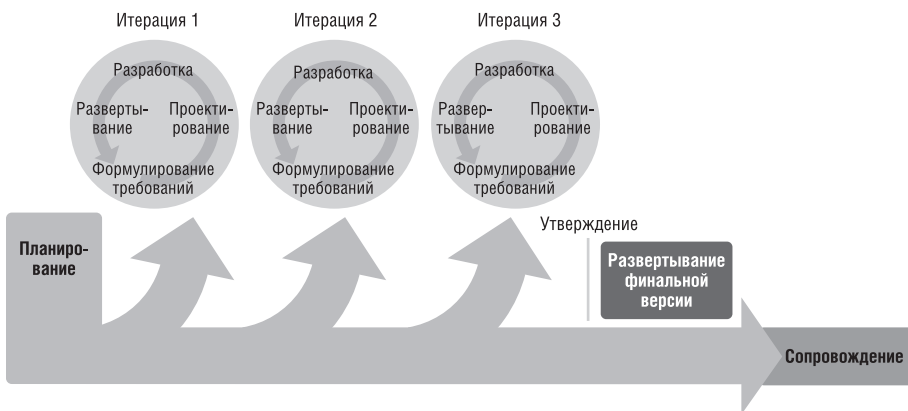 Итерация 1
Итерация 2
Итерация 3
Разработка
Разверты-
вание
Проекти-
рование
Формулирование
требований
Разработка
Разверты-
вание
Проекти-
рование
Формулирование
требований
Разработка
Развер-
тывание
Проекти-
рование
Формулирование
требований
Планиро-
вание
Утверждение
Развертывание
финальной
версии
Сопровождение